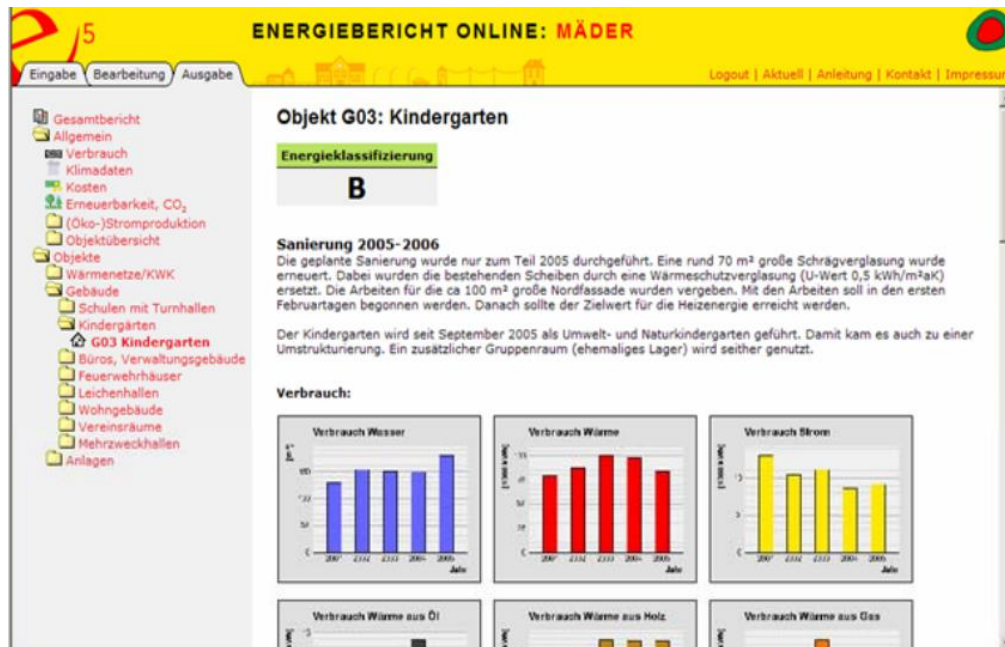 e5
ENERGIEBERICHT ONLINE: MÄDER
Eingabe Bearbeitung Ausgabe
Logout | Aktuell | Anleitung | Kontakt | Impressum
Gesamtbericht
Allgemein
Verbrauch
Klimadaten
Kosten
Erneuerbarkeit, CO₂
(Öko-)Stromproduktion
Objektübersicht
Objekte
Wärmenetze/KWK
Gebäude
Schulen mit Turnhallen
Kindergärten
G03 Kindergarten
Büros, Verwaltungsgebäude
Feuerwehrhäuser
Leichenhallen
Wohngebäude
Vereinsräume
Mehrzweckhallen
Anlagen
Objekt G03: Kindergarten
Energieklassifizierung
B
Sanierung 2005-2006
Die geplante Sanierung wurde nur zum Teil 2005 durchgeführt. Eine rund 70 m² große Schrägverglasung wurde
erneuert. Dabei wurden die bestehenden Scheiben durch eine Wärmeschutzverglasung (U-Wert 0,5 kWh/m²aK)
ersetzt. Die Arbeiten für die ca 100 m² große Nordfassade wurden vergeben. Mit den Arbeiten soll in den ersten
Februartagen begonnen werden. Danach sollte der Zielwert für die Heizenergie erreicht werden.
Der Kindergarten wird seit September 2005 als Umwelt- und Naturkindergarten geführt. Damit kam es auch zu einer
Umstrukturierung. Ein zusätzlicher Gruppenraum (ehemaliges Lager) wird seither genutzt.
Verbrauch:
Verbrauch Wasser
Jahr
Verbrauch Wärme
Jahr
Verbrauch Strom
Jahr
Verbrauch Wärme aus Öl
Verbrauch Wärme aus Holz
Verbrauch Wärme aus Gas